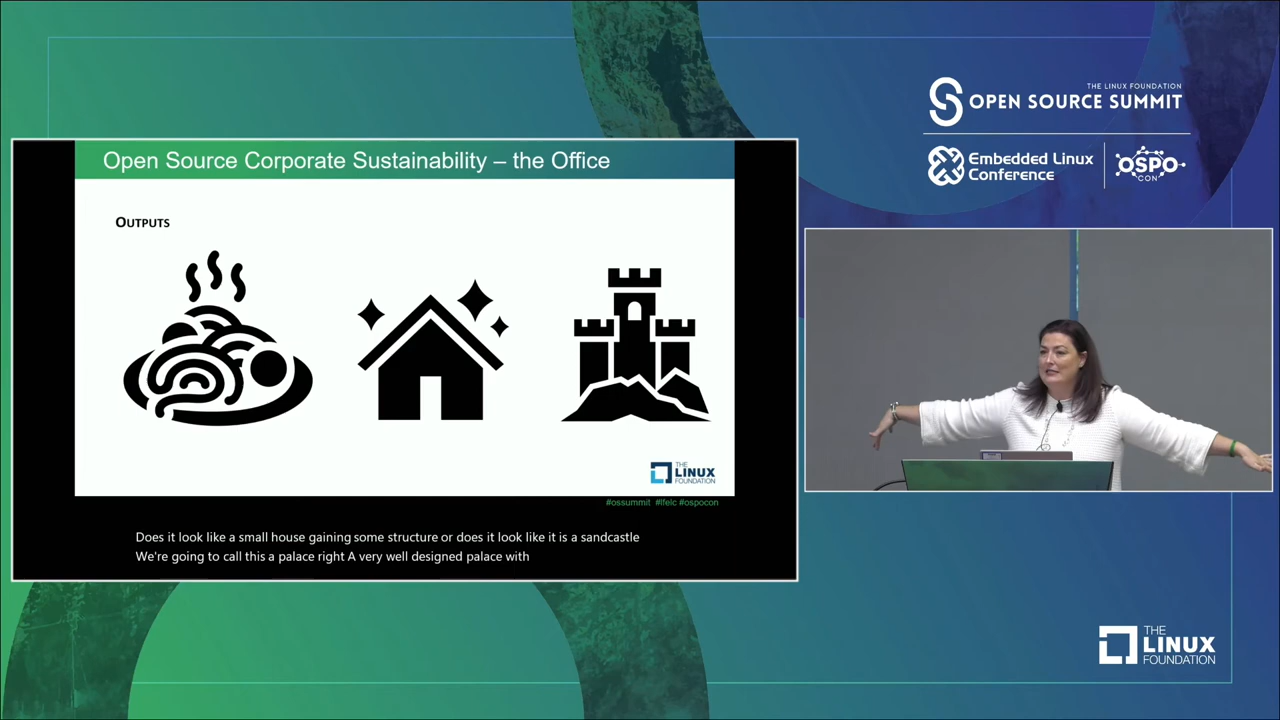 THE LINUX FOUNDATION
OPEN SOURCE SUMMIT
Embedded Linux
Conference
OSPO
CON
Open Source Corporate Sustainability – the Office
OUTPUTS
THE
LINUX
FOUNDATION
#ossummit #lfelc #ospocon
Does it look like a small house gaining some structure or does it look like it is a sandcastle
We're going to call this a palace right A very well designed palace with
THE
LINUX
FOUNDATION